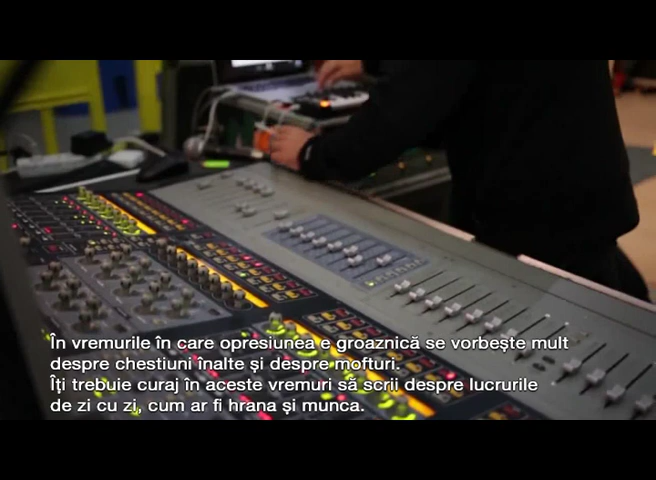 În vremurile în care opresiunea e groaznică se vorbește mult
despre chestiuni înalte și despre mofturi.
Îți trebuie curaj în aceste vremuri să scrii despre lucrurile
de zi cu zi, cum ar fi hrana și munca.